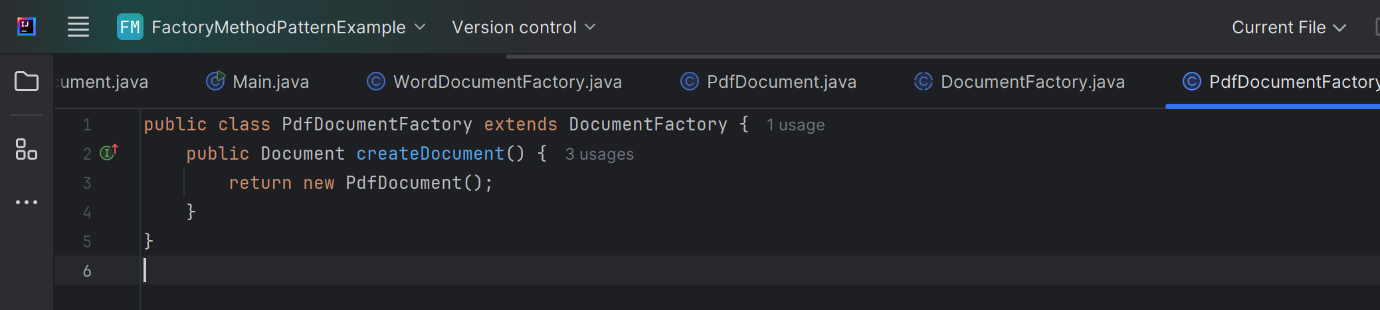 IJ
FM FactoryMethodPatternExample Version control Current File
cument.java Main.java WordDocumentFactory.java PdfDocument.java DocumentFactory.java PdfDocumentFactory
1 public class PdfDocumentFactory extends DocumentFactory { 1 usage
2 public Document createDocument() { 3 usages
3 return new PdfDocument();
4 }
5 }
6